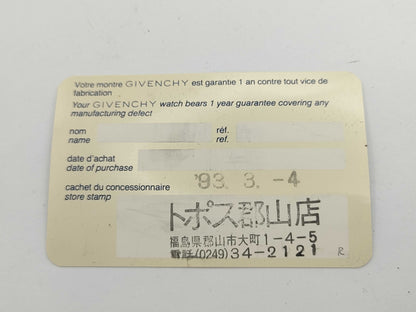 Votre montre GIVENCHY est garantie 1 an contre tout vice de
fabrication
Your GIVENCHY watch bears 1 year guarantee covering any
manufacturing defect
nom réf.
name ref.
date d'achat
date of purchase
'93. 3. -4
cachet du concessionnaire
store stamp
トポス郡山店
福島県郡山市大町1-4-5
電話(0249)34-2121 R